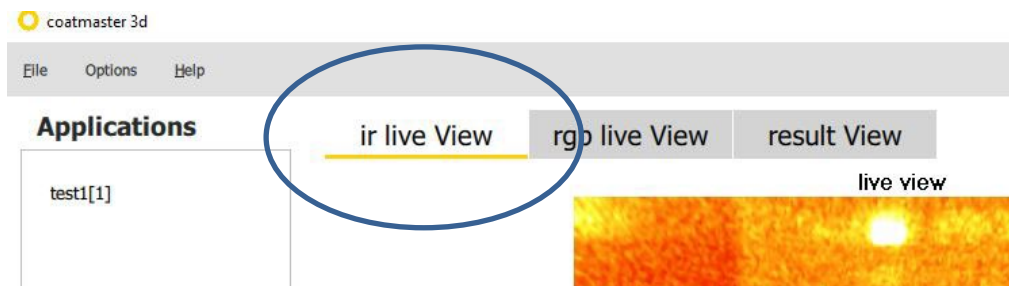 coatmaster 3d
File Options Help
Applications
ir live View rgb live View result View
live view
test1[1]